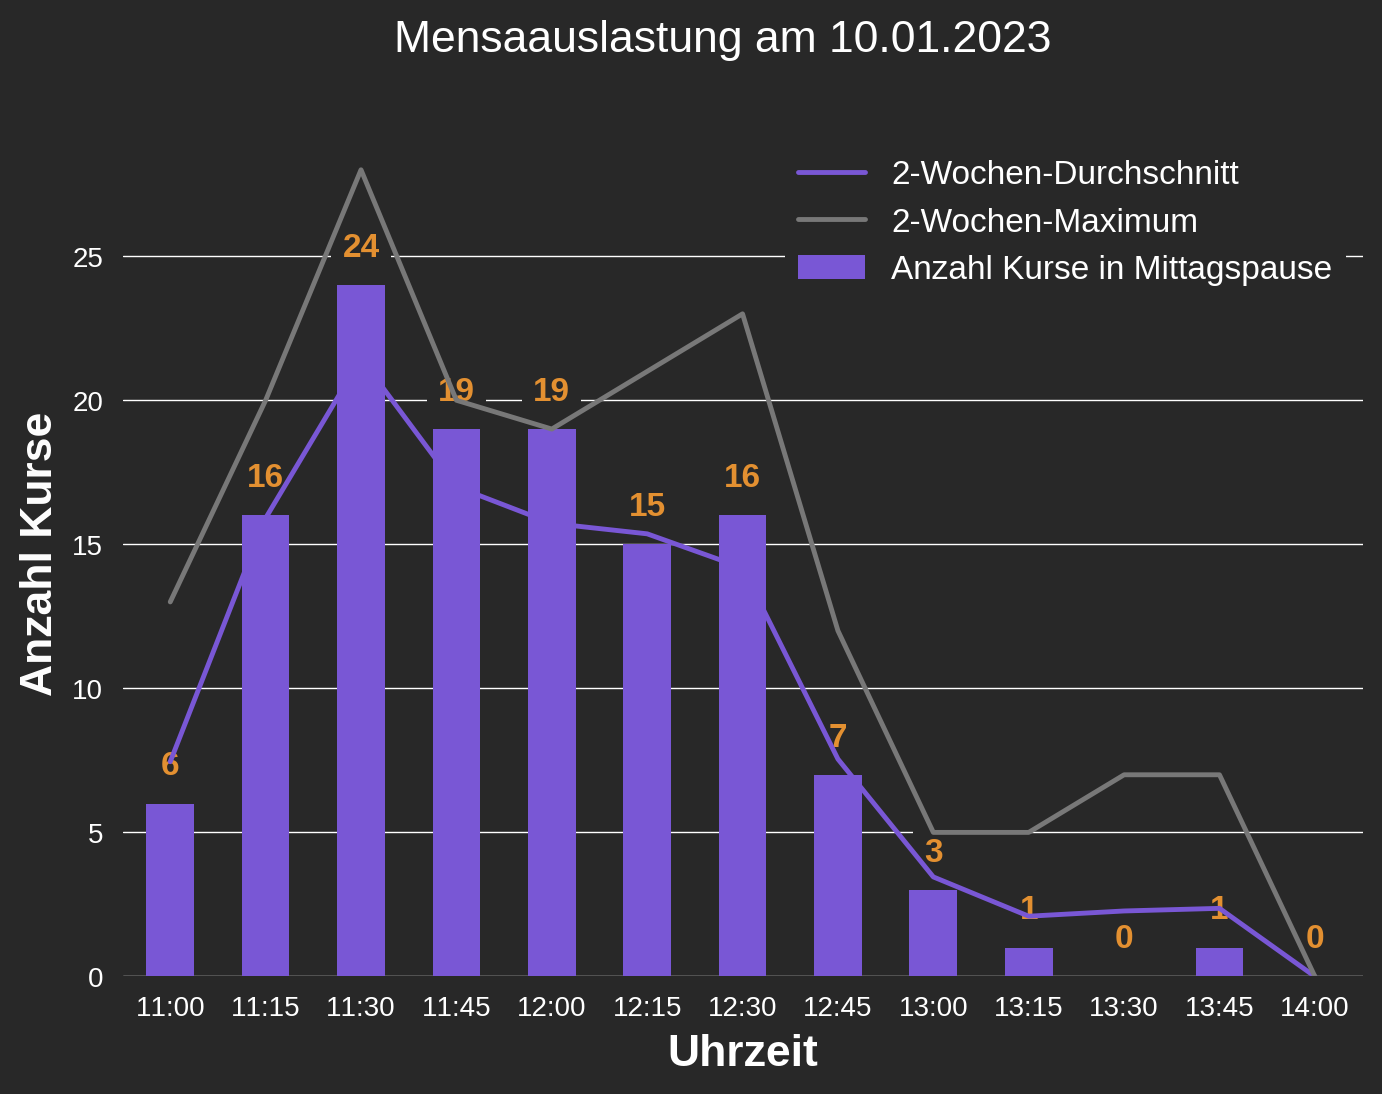 Mensaauslastung am 10.01.2023
2-Wochen-Durchschnitt
2-Wochen-Maximum
Anzahl Kurse in Mittagspause
Anzahl Kurse
25
20
15
10
5
0
6
16
24
19
19
15
16
7
3
1
0
1
0
11:00 11:15 11:30 11:45 12:00 12:15 12:30 12:45 13:00 13:15 13:30 13:45 14:00
Uhrzeit